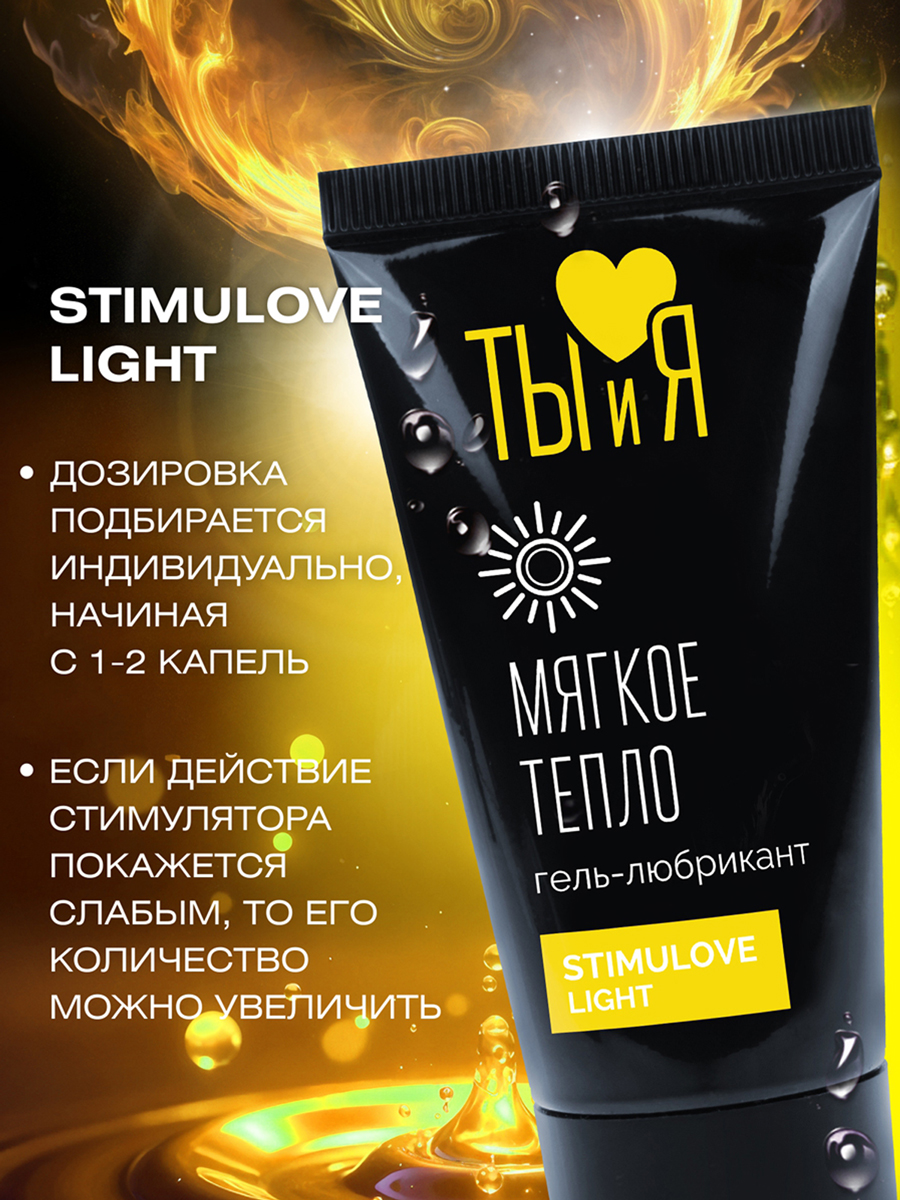 STIMULOVE
LIGHT
• ДОЗИРОВКА
ПОДБИРАЕТСЯ
ИНДИВИДУАЛЬНО,
НАЧИНАЯ
С 1-2 КАПЕЛЬ
• ЕСЛИ ДЕЙСТВИЕ
СТИМУЛЯТОРА
ПОКАЖЕТСЯ
СЛАБЫМ, ТО ЕГО
КОЛИЧЕСТВО
МОЖНО УВЕЛИЧИТЬ
ТЫ И Я
МЯГКОЕ
ТЕПЛО
гель-любрикант
STIMULOVE
LIGHT